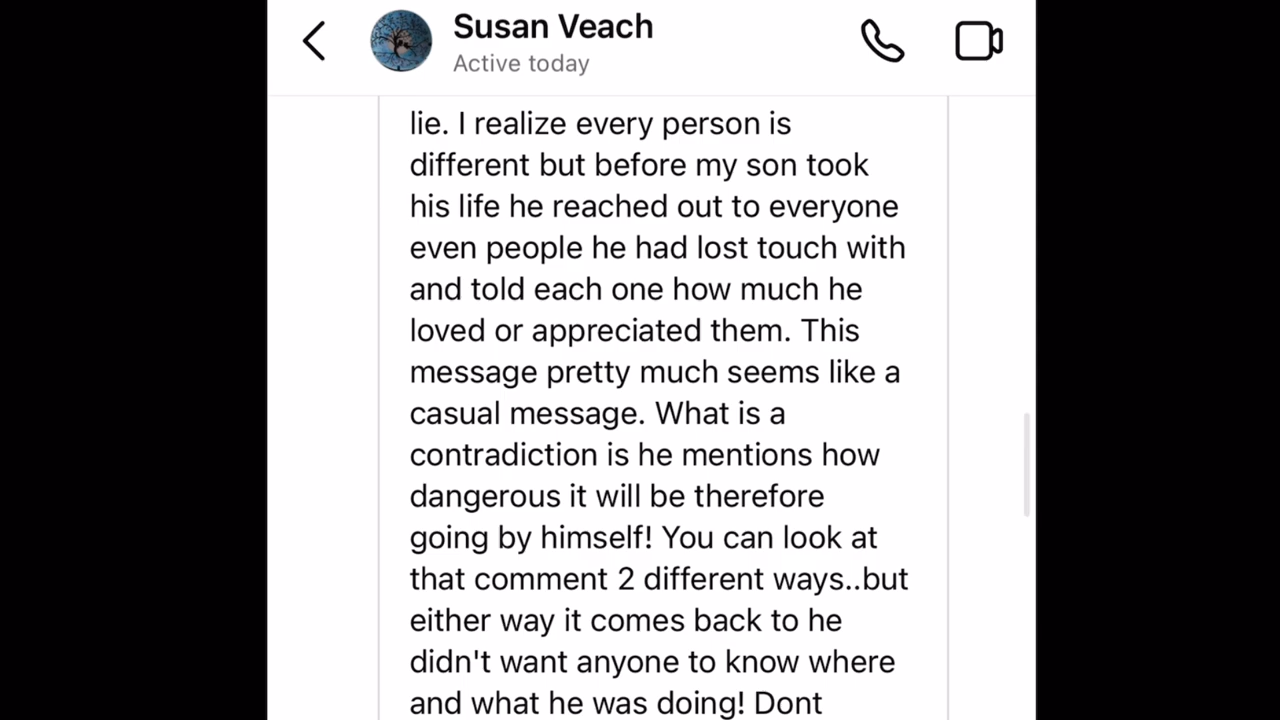 Susan Veach
Active today
lie. I realize every person is
different but before my son took
his life he reached out to everyone
even people he had lost touch with
and told each one how much he
loved or appreciated them. This
message pretty much seems like a
casual message. What is a
contradiction is he mentions how
dangerous it will be therefore
going by himself! You can look at
that comment 2 different ways..but
either way it comes back to he
didn't want anyone to know where
and what he was doing! Dont